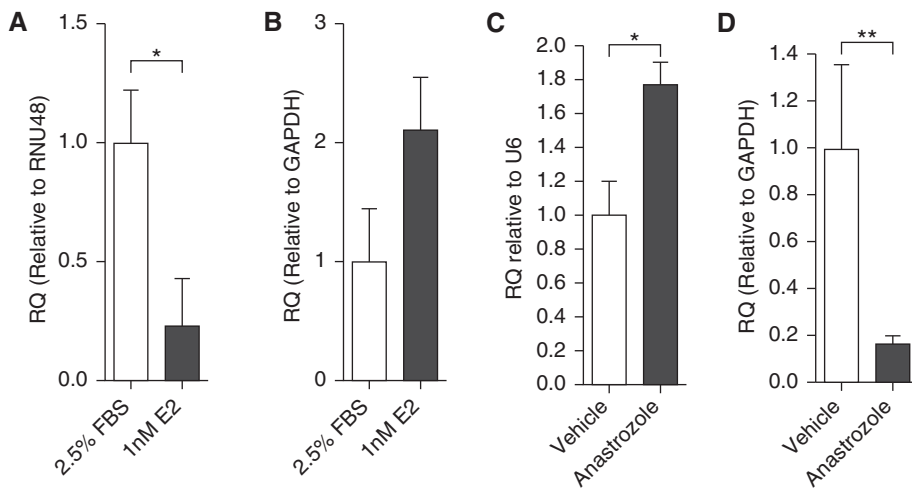 A
RQ (Relative to RNU48)
1.5
1.0
0.5
0.0
*
2.5% FBS
1nM E2
B
RQ (Relative to GAPDH)
3
2
1
0
2.5% FBS
1nM E2
C
RQ relative to U6
2.0
1.8
1.6
1.4
1.2
1.0
0.8
0.6
0.4
0.2
0.0
*
Vehicle
Anastrozole
D
RQ (Relative to GAPDH)
1.4
1.2
1.0
0.8
0.6
0.4
0.2
0.0
**
Vehicle
Anastrozole